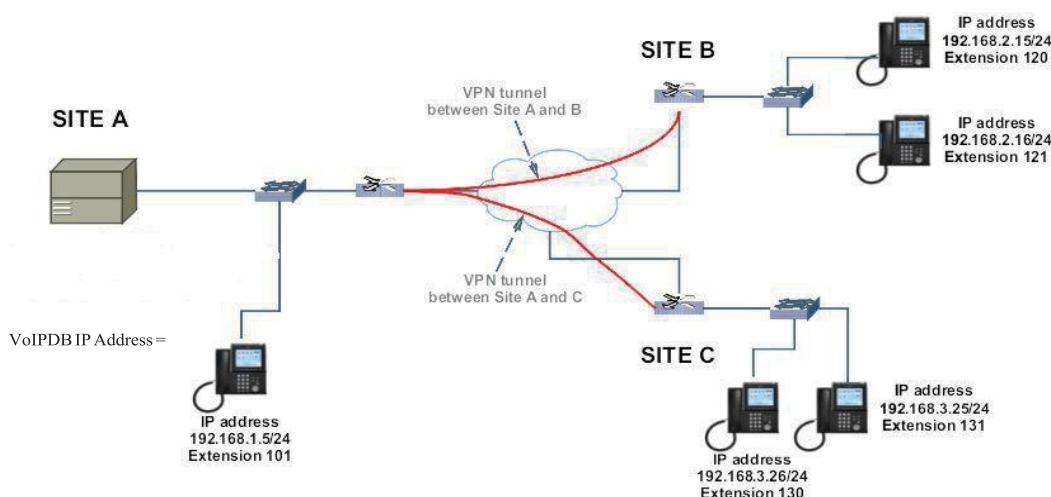 SITE A
VoIPDB IP Address =
IP address
192.168.1.5/24
Extension 101
VPN tunnel
between Site A and B
VPN tunnel
between Site A and C
SITE B
IP address
192.168.2.15/24
Extension 120
IP address
192.168.2.16/24
Extension 121
SITE C
IP address
192.168.3.25/24
Extension 131
IP address
192.168.3.26/24
Extension 130